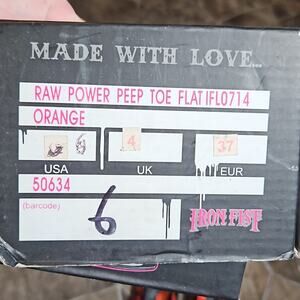 MADE WITH LOVE...
RAW POWER PEEP TOE FLAT IFL0714
ORANGE
6 4 37
USA UK EUR
50634
(barcode)
6
IRON FIST